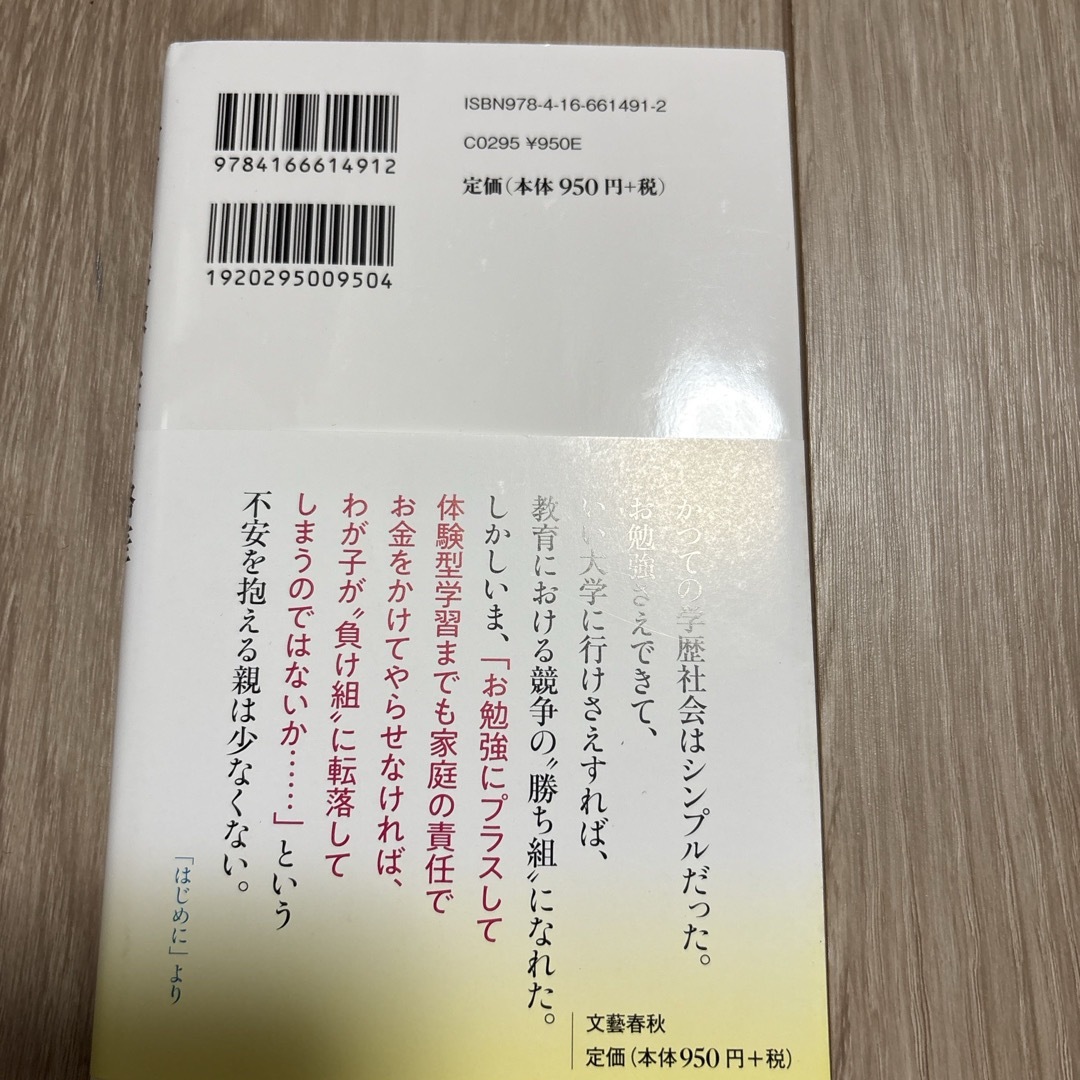 ISBN978-4-16-661491-2
9784166614912
C0295 ¥950E
定価(本体950円+税)
1920295009504
かつての学歴社会はシンプルだった。
お勉強さえできて、
いい大学に行けさえすれば、
教育における競争の〝勝ち組〟になれた。
しかしいま、「お勉強にプラスして
体験型学習までも家庭の責任で
お金をかけてやらせなければ、
わが子が〝負け組〟に転落して
しまうのではないか……」という
不安を抱える親は少なくない。
「はじめに」より
文藝春秋
定価(本体950円+税)